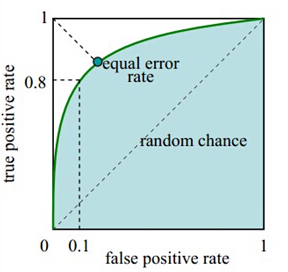 1
true positive rate
equal error
rate
0.8
random chance
0
0.1
1
false positive rate